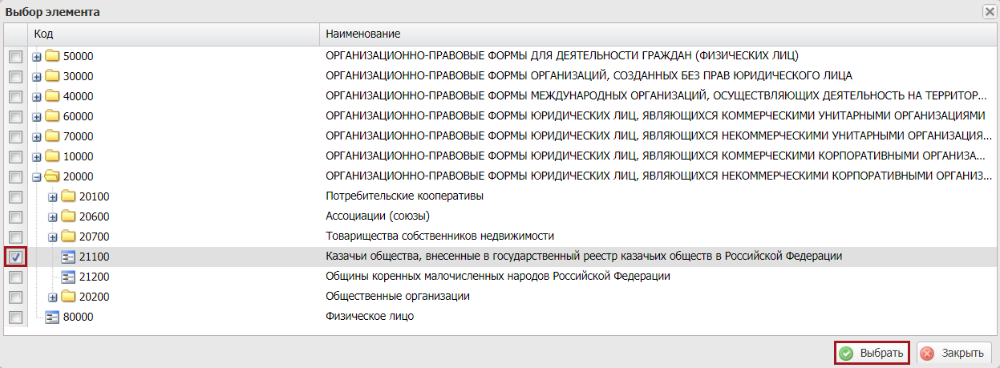 Выбор элемента
Код Наименование
50000 ОРГАНИЗАЦИОННО-ПРАВОВЫЕ ФОРМЫ ДЛЯ ДЕЯТЕЛЬНОСТИ ГРАЖДАН (ФИЗИЧЕСКИХ ЛИЦ)
30000 ОРГАНИЗАЦИОННО-ПРАВОВЫЕ ФОРМЫ ОРГАНИЗАЦИЙ, СОЗДАННЫХ БЕЗ ПРАВ ЮРИДИЧЕСКОГО ЛИЦА
40000 ОРГАНИЗАЦИОННО-ПРАВОВЫЕ ФОРМЫ МЕЖДУНАРОДНЫХ ОРГАНИЗАЦИЙ, ОСУЩЕСТВЛЯЮЩИХ ДЕЯТЕЛЬНОСТЬ НА ТЕРРИТОР...
60000 ОРГАНИЗАЦИОННО-ПРАВОВЫЕ ФОРМЫ ЮРИДИЧЕСКИХ ЛИЦ, ЯВЛЯЮЩИХСЯ КОММЕРЧЕСКИМИ УНИТАРНЫМИ ОРГАНИЗАЦИЯМИ
70000 ОРГАНИЗАЦИОННО-ПРАВОВЫЕ ФОРМЫ ЮРИДИЧЕСКИХ ЛИЦ, ЯВЛЯЮЩИХСЯ НЕКОММЕРЧЕСКИМИ УНИТАРНЫМИ ОРГАНИЗАЦИЯ...
10000 ОРГАНИЗАЦИОННО-ПРАВОВЫЕ ФОРМЫ ЮРИДИЧЕСКИХ ЛИЦ, ЯВЛЯЮЩИХСЯ КОММЕРЧЕСКИМИ КОРПОРАТИВНЫМИ ОРГАНИЗА...
20000 ОРГАНИЗАЦИОННО-ПРАВОВЫЕ ФОРМЫ ЮРИДИЧЕСКИХ ЛИЦ, ЯВЛЯЮЩИХСЯ НЕКОММЕРЧЕСКИМИ КОРПОРАТИВНЫМИ ОРГАНИЗ...
20100 Потребительские кооперативы
20600 Ассоциации (союзы)
20700 Товарищества собственников недвижимости
21100 Казачьи общества, внесенные в государственный реестр казачьих обществ в Российской Федерации
21200 Общины коренных малочисленных народов Российской Федерации
20200 Общественные организации
80000 Физическое лицо
Выбрать Закрыть